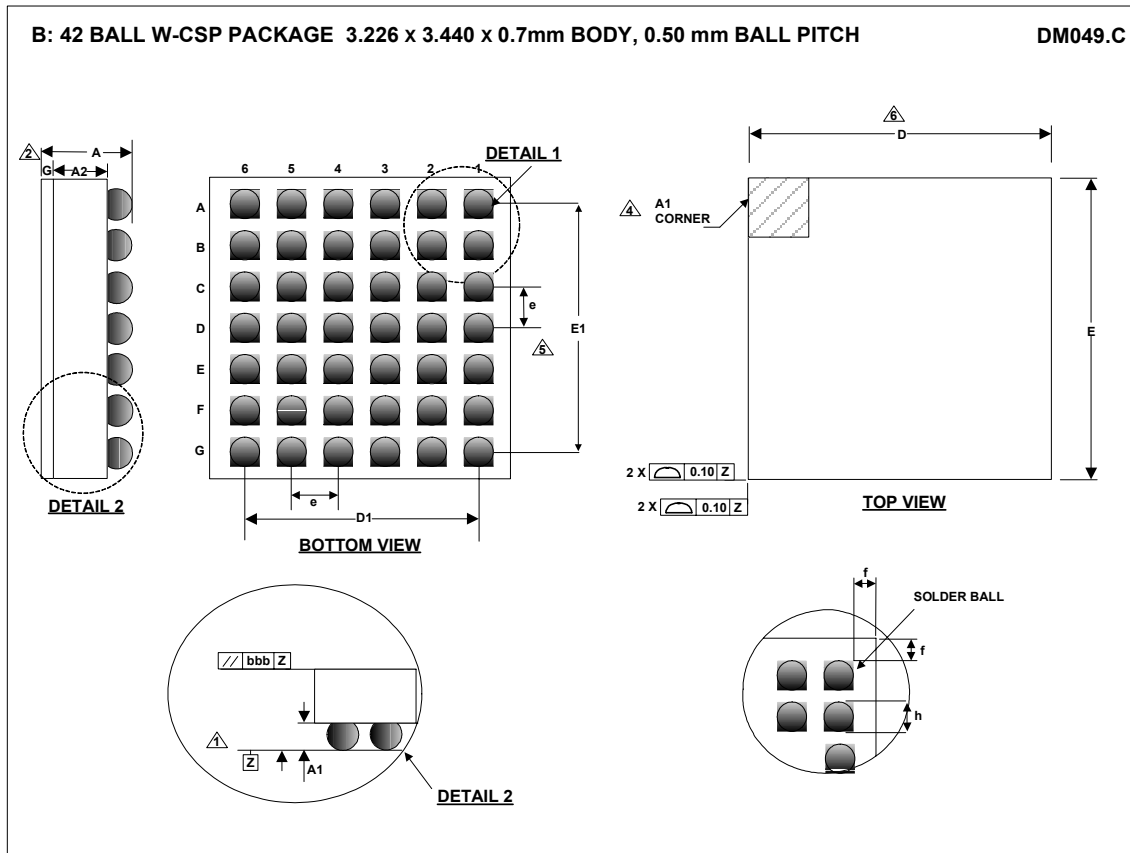 B: 42 BALL W-CSP PACKAGE 3.226 x 3.440 x 0.7mm BODY, 0.50 mm BALL PITCH DM049.C
2 A
G A2
DETAIL 2
DETAIL 1
6 5 4 3 2 1
A
B
C
D
E
F
G
e
E1
5
e
D1
BOTTOM VIEW
6
D
4 A1
CORNER
E
2 X 0.10 Z
2 X 0.10 Z
TOP VIEW
// bbb Z
1
Z
A1
DETAIL 2
f
SOLDER BALL
f
h